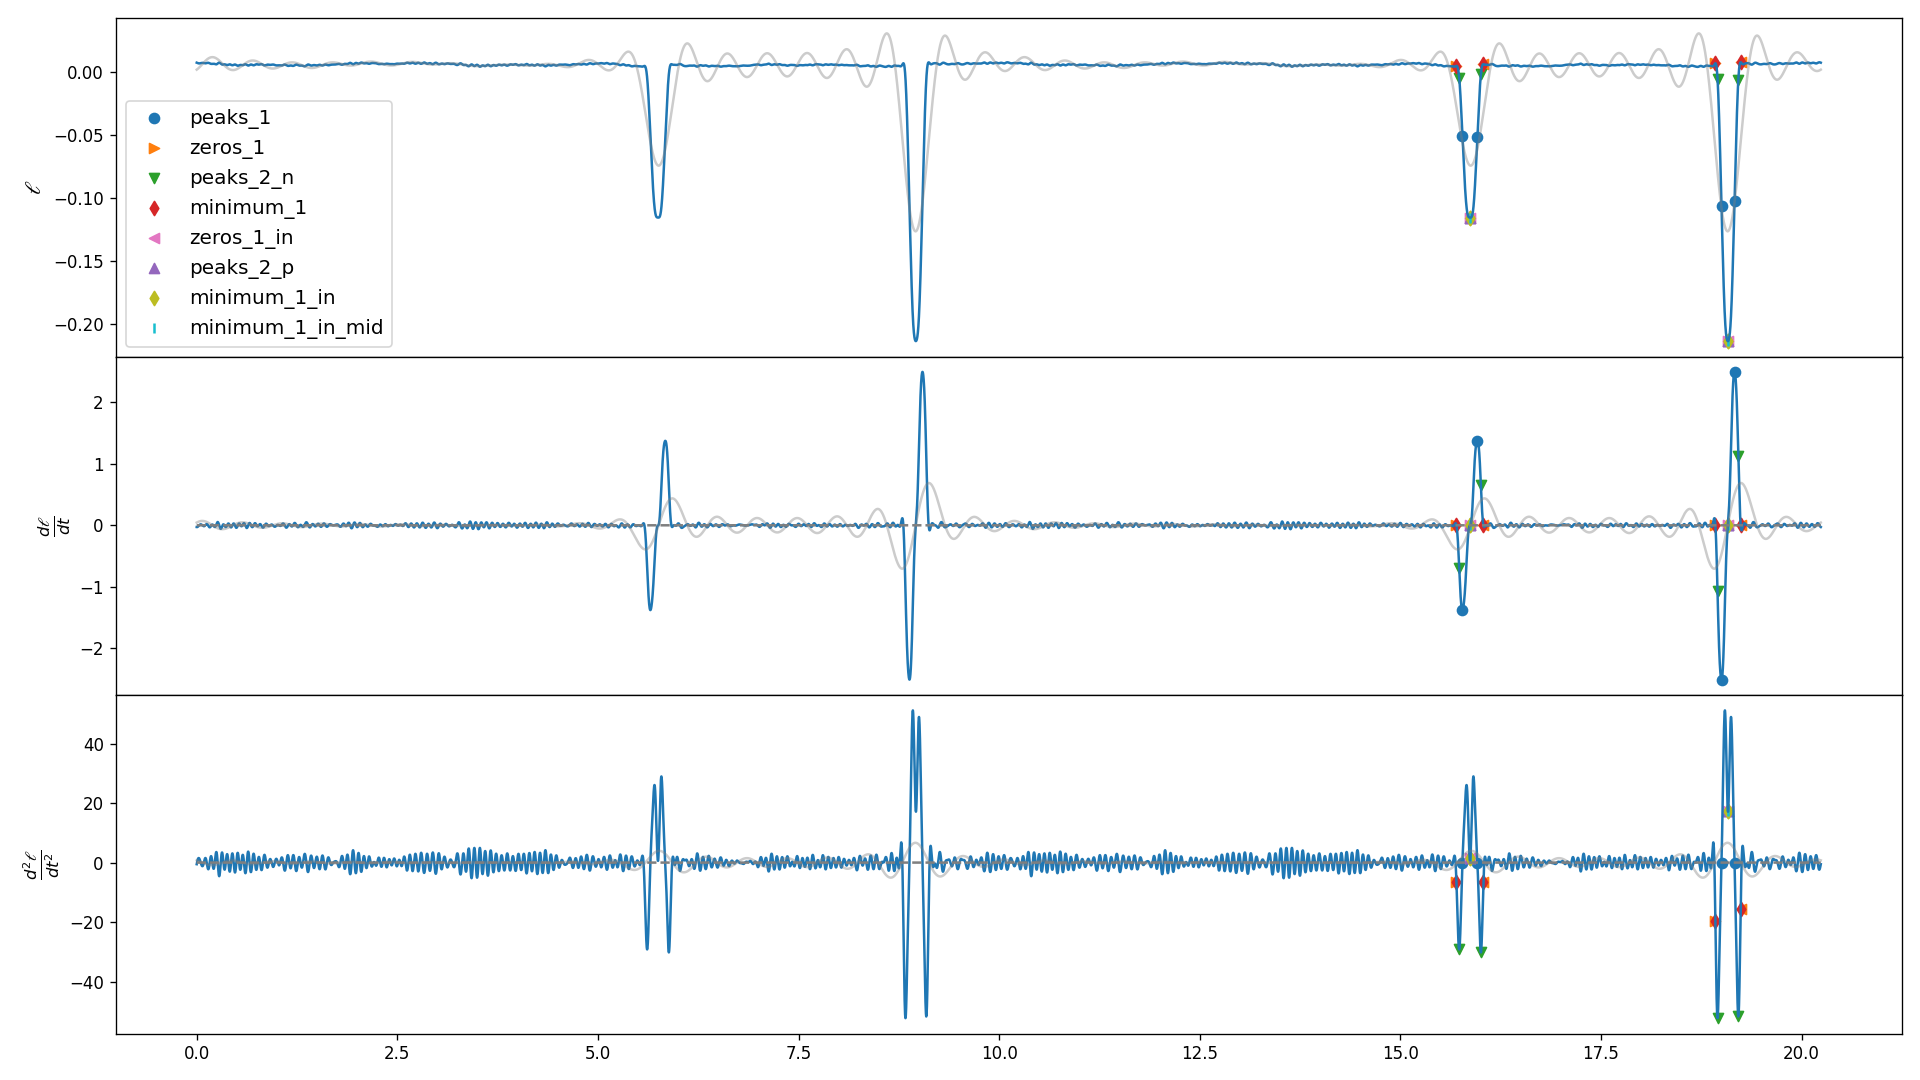 0.00
−0.05
−0.10
−0.15
−0.20
ℓ
peaks_1
zeros_1
peaks_2_n
minimum_1
zeros_1_in
peaks_2_p
minimum_1_in
minimum_1_in_mid
2
1
0
−1
−2
dℓ
dt
40
20
0
−20
−40
d²ℓ
dt²
0.0 2.5 5.0 7.5 10.0 12.5 15.0 17.5 20.0